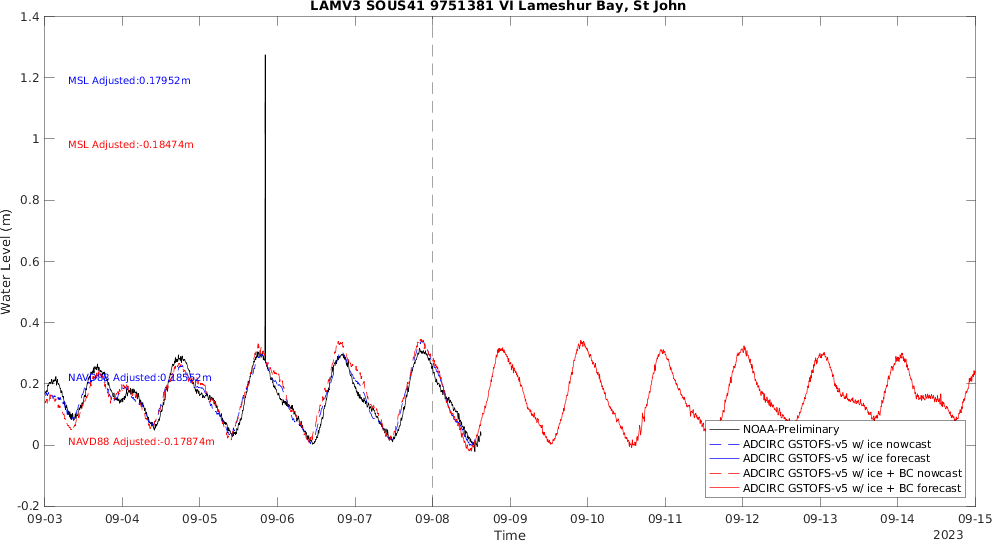 LAMV3 SOUS41 9751381 VI Lameshur Bay, St John
1.4
1.2
1
0.8
0.6
0.4
0.2
0
-0.2
Water Level (m)
MSL Adjusted:0.17952m
MSL Adjusted:-0.18474m
NAVD88 Adjusted:0.18552m
NAVD88 Adjusted:-0.17874m
NOAA-Preliminary
ADCIRC GSTOFS-v5 w/ ice nowcast
ADCIRC GSTOFS-v5 w/ ice forecast
ADCIRC GSTOFS-v5 w/ ice + BC nowcast
ADCIRC GSTOFS-v5 w/ ice + BC forecast
09-03 09-04 09-05 09-06 09-07 09-08 09-09 09-10 09-11 09-12 09-13 09-14 09-15
Time
2023